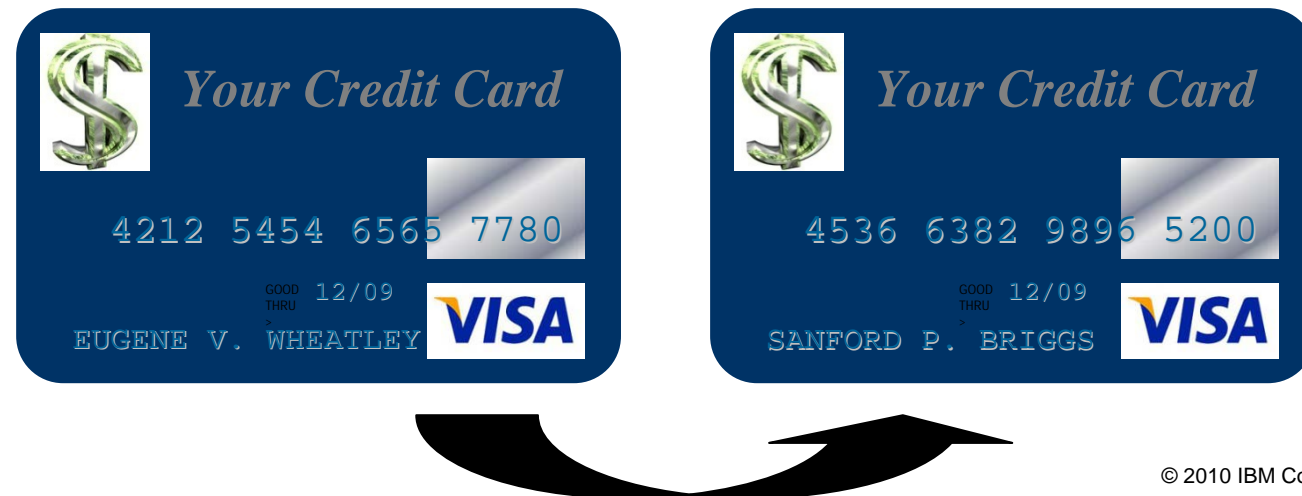 Your Credit Card
4212 5454 6565 7780
GOOD
THRU
>
12/09
EUGENE V. WHEATLEY
VISA
Your Credit Card
4536 6382 9896 5200
GOOD
THRU
>
12/09
SANFORD P. BRIGGS
VISA
© 2010 IBM Co